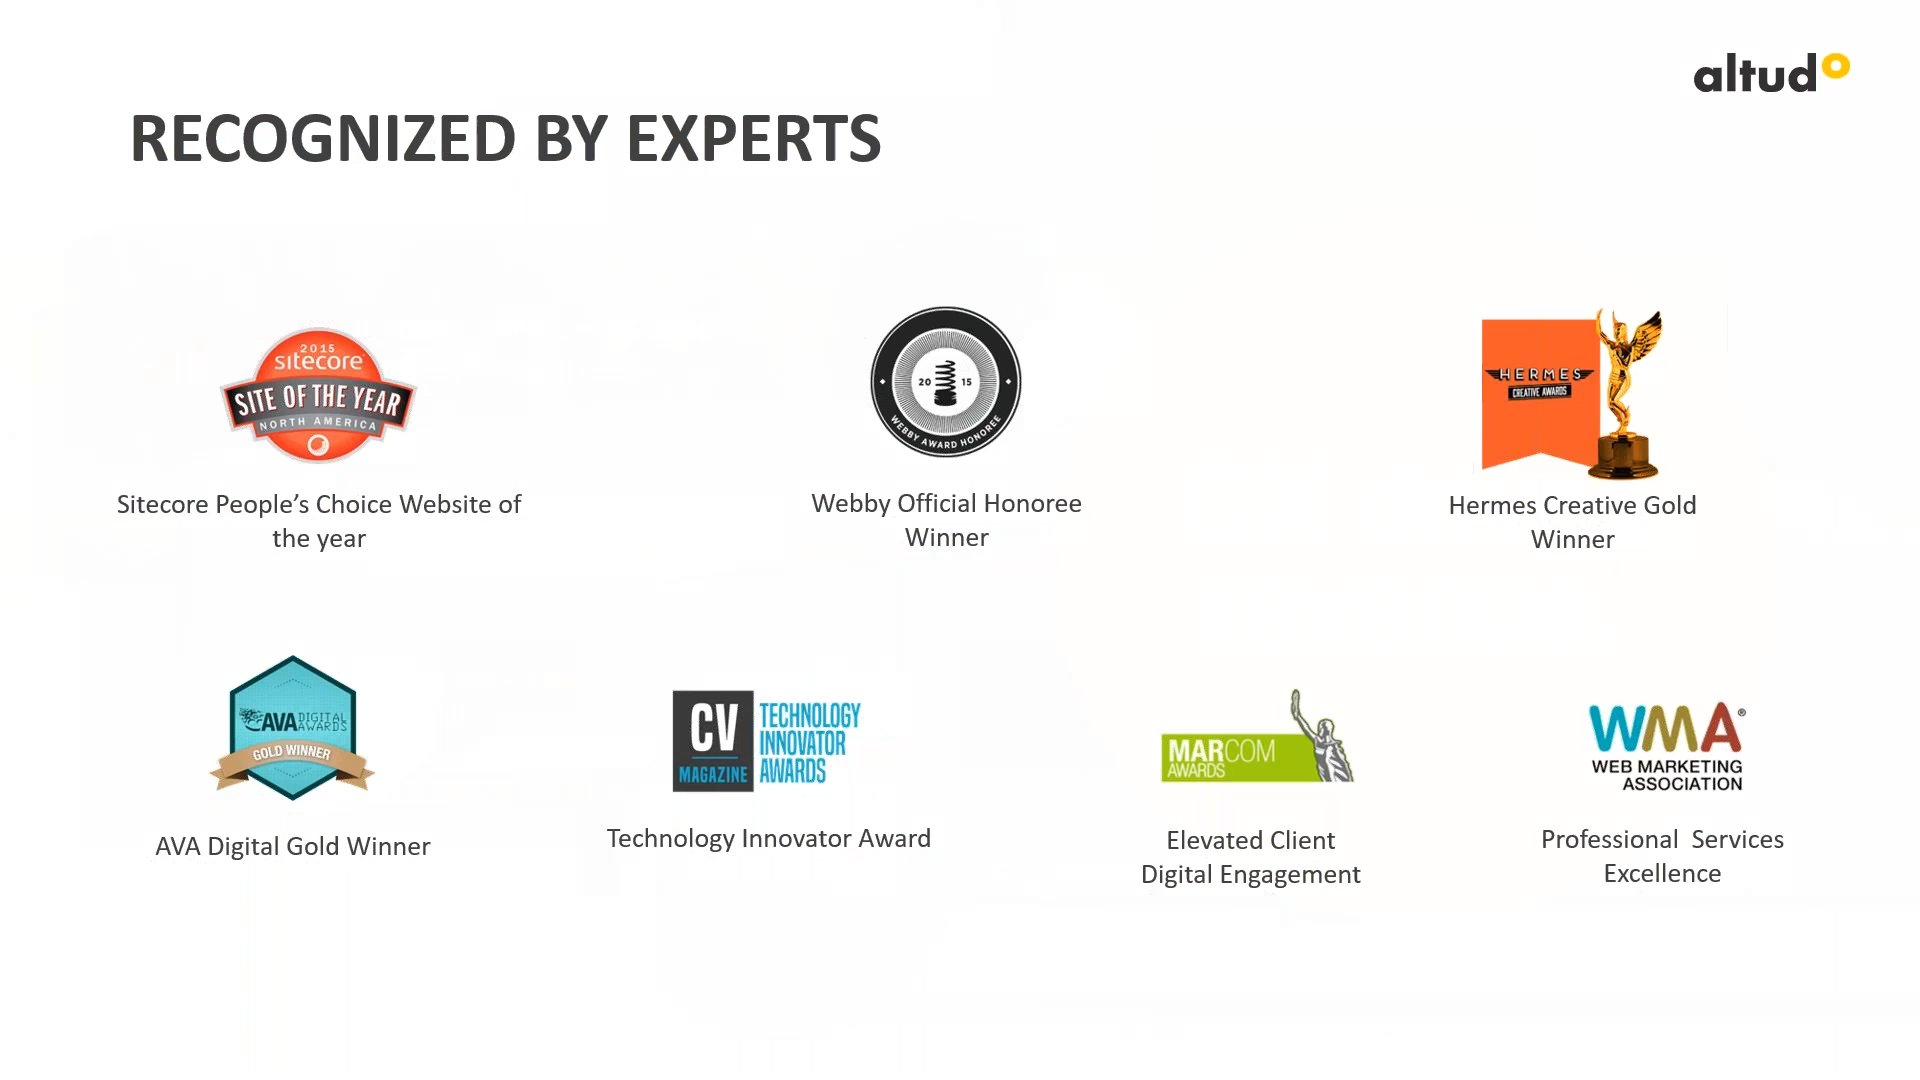 altudo
RECOGNIZED BY EXPERTS
2015
sitecore
SITE OF THE YEAR
NORTH AMERICA
Sitecore People’s Choice Website of
the year
20 15
WEBBY AWARD HONOREE
Webby Official Honoree
Winner
HERMES
CREATIVE AWARDS
Hermes Creative Gold
Winner
AVA DIGITAL
AWARDS
GOLD WINNER
AVA Digital Gold Winner
CV
MAGAZINE
TECHNOLOGY
INNOVATOR
AWARDS
Technology Innovator Award
MARCOM
AWARDS
Elevated Client
Digital Engagement
WMA®
WEB MARKETING
ASSOCIATION
Professional  Services
Excellence